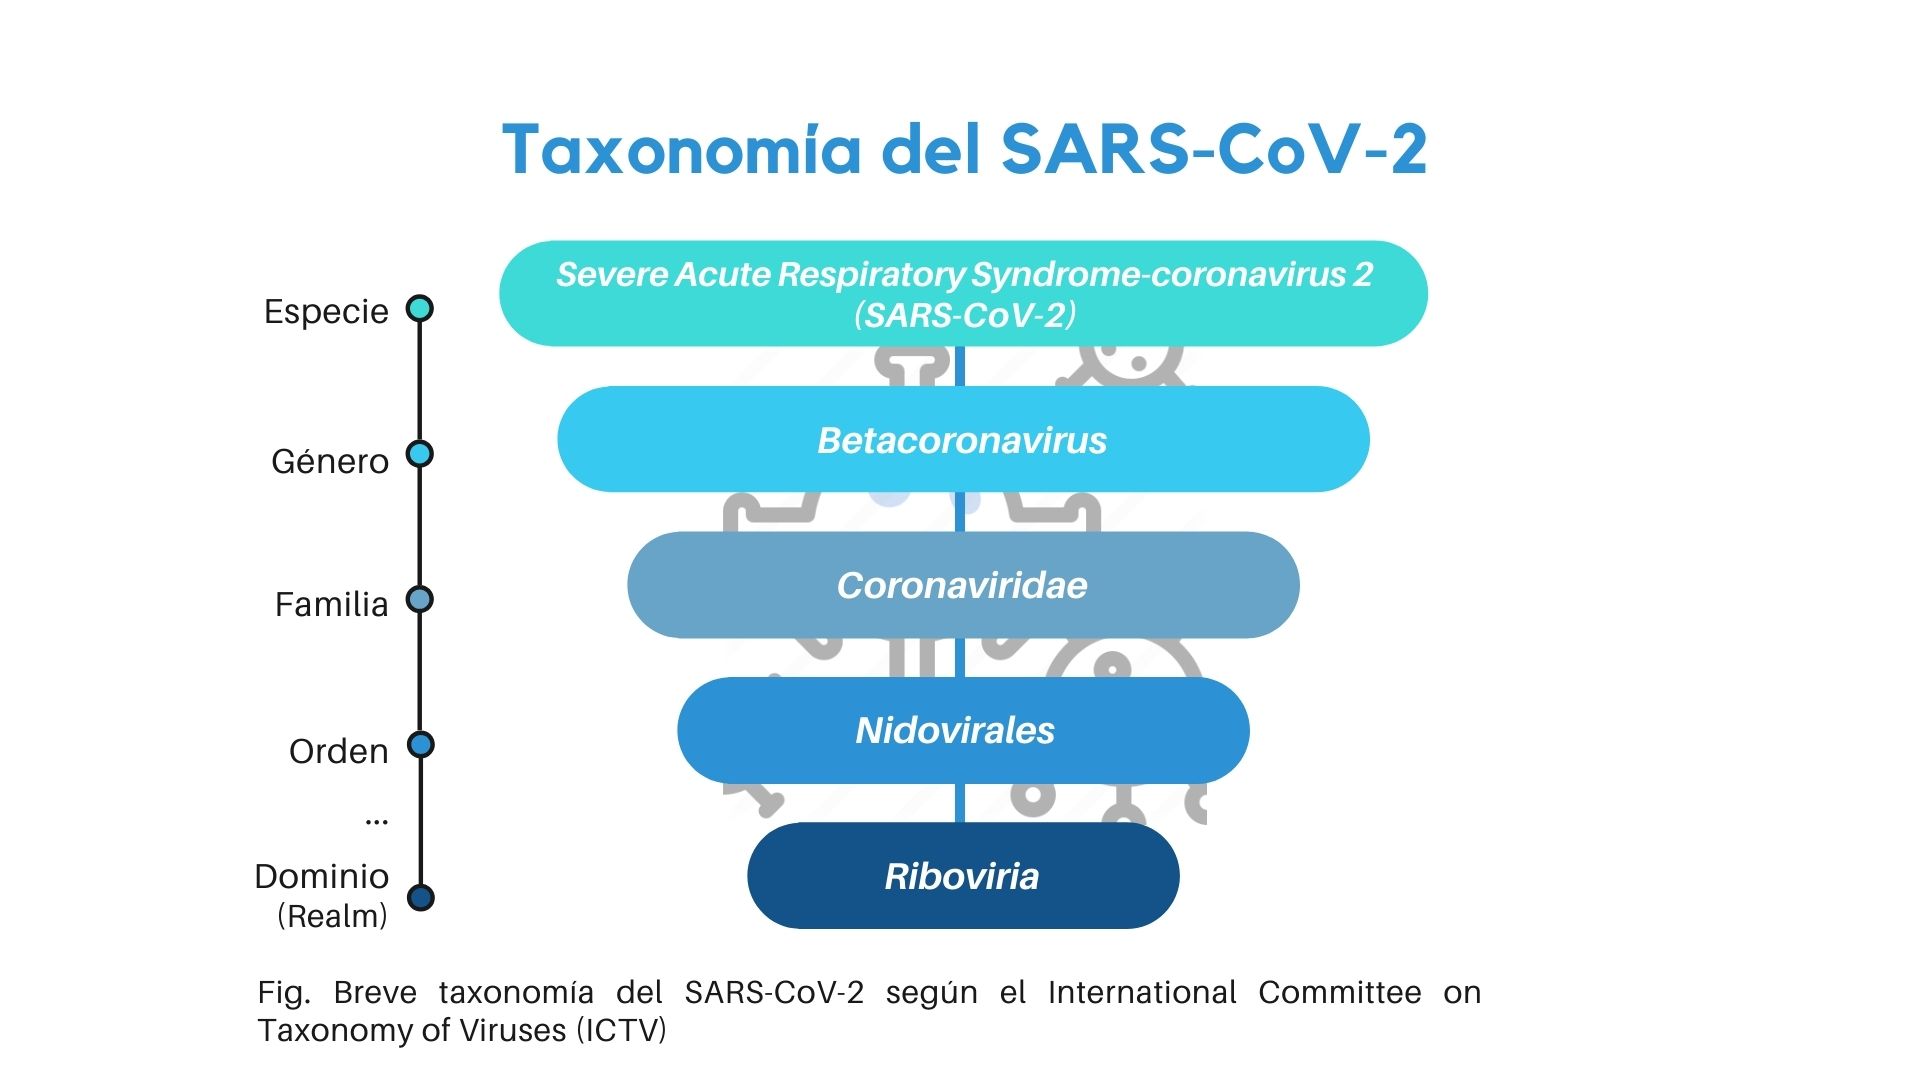 Taxonomía del SARS-CoV-2
Especie
Severe Acute Respiratory Syndrome-coronavirus 2
(SARS-CoV-2)
Género
Betacoronavirus
Familia
Coronaviridae
Orden
Nidovirales
...
Dominio
(Realm)
Riboviria
Fig. Breve taxonomía del SARS-CoV-2 según el International Committee on
Taxonomy of Viruses (ICTV)